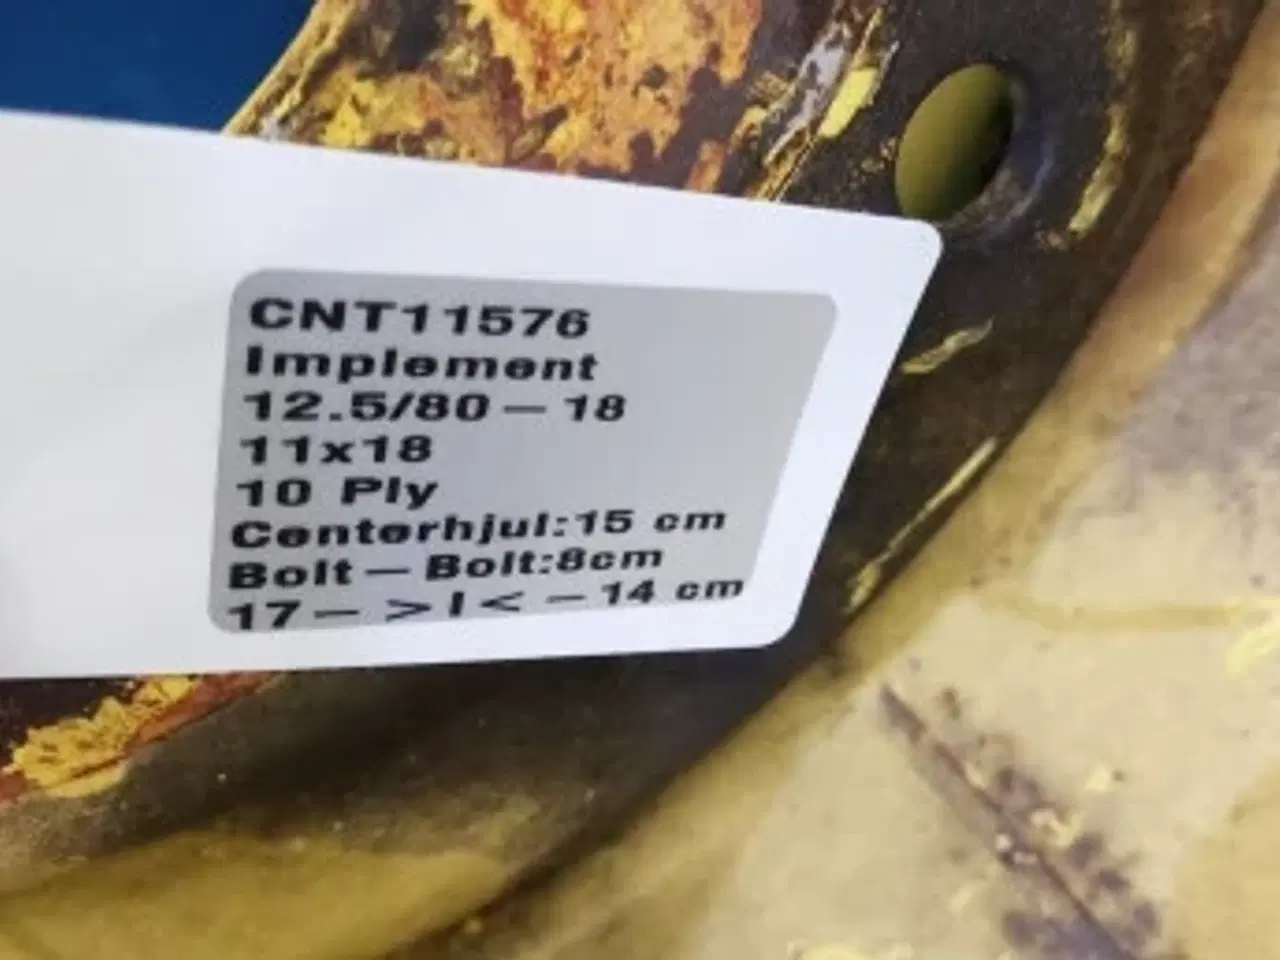 CNT11576
Implement
12.5/80 – 18
11x18
10 Ply
Centerhjul:15 cm
Bolt – Bolt:8cm
17 – > | < – 14 cm